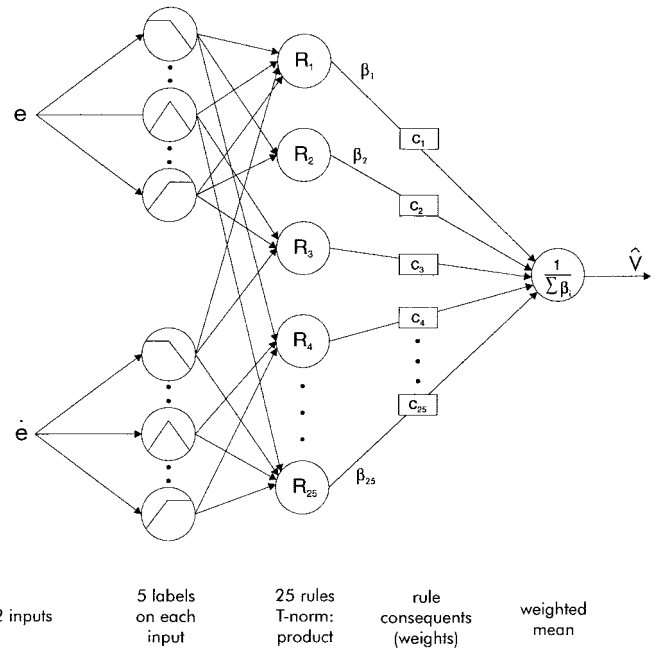 e
ė
R₁
R₂
R₃
R₄
R₂₅
β₁
β₂
β₂₅
C₁
C₂
C₃
C₄
C₂₅
1
Σ βᵢ
V̂
2 inputs
5 labels
on each
input
25 rules
T-norm:
product
rule
consequents
(weights)
weighted
mean